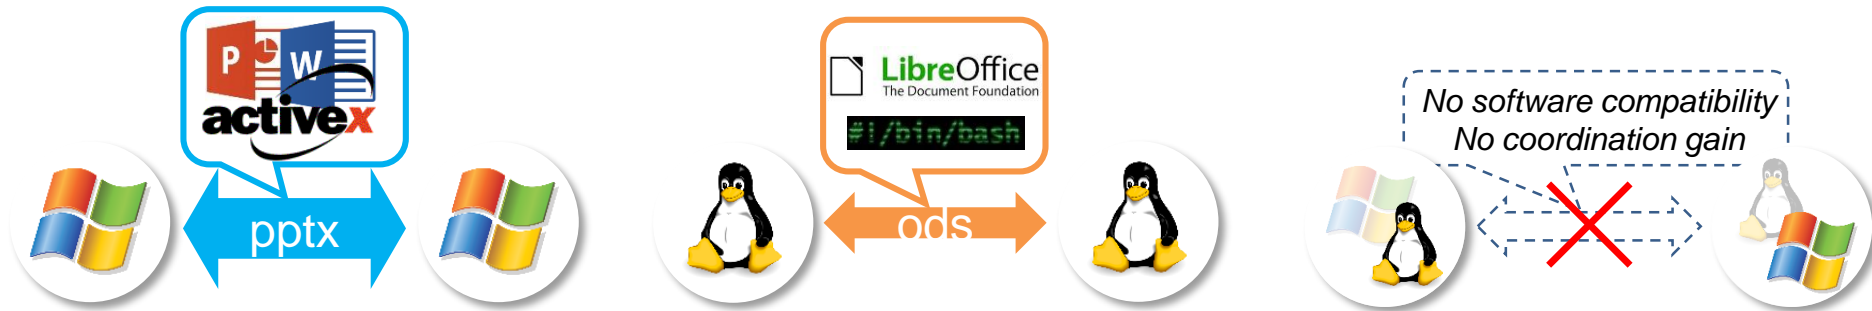 P W
activex
pptx
LibreOffice
The Document Foundation
#!/bin/bash
ods
No software compatibility
No coordination gain